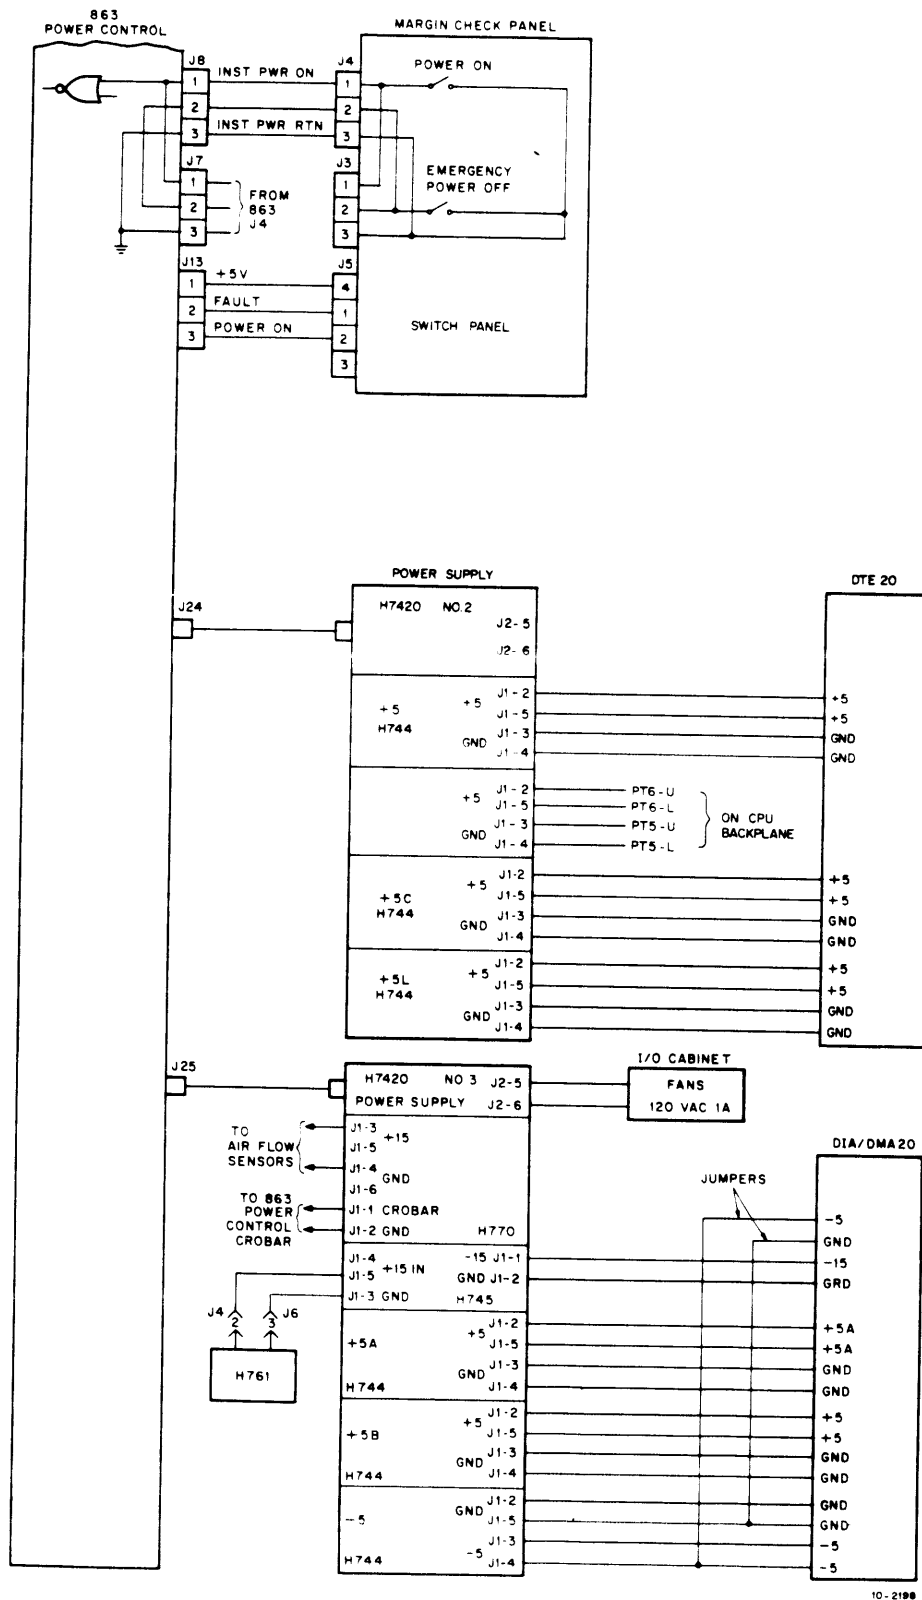 863
POWER CONTROL
MARGIN CHECK PANEL
J8
1
2
3
INST PWR ON
INST PWR RTN
J4
1
2
3
POWER ON
J7
1
2
3
FROM
863
J4
J3
1
2
3
EMERGENCY
POWER OFF
J13
1
2
3
+5V
FAULT
POWER ON
J5
4
1
2
3
SWITCH PANEL
J24
POWER SUPPLY
H7420 NO.2
J2-5
J2-6
DTE 20
+5
H744
+5 J1-2
J1-5
GND J1-3
J1-4
+5
+5
GND
GND
+5 J1-2
J1-5
GND J1-3
J1-4
PT6-U
PT6-L
PT5-U
PT5-L
ON CPU
BACKPLANE
+5C
H744
+5 J1-2
J1-5
GND J1-3
J1-4
+5
+5
GND
GND
+5L
H744
+5 J1-2
J1-5
GND J1-3
J1-4
+5
+5
GND
GND
J25
H7420 NO 3 J2-5
POWER SUPPLY J2-6
I/O CABINET
FANS
120 VAC 1A
TO
AIR FLOW
SENSORS
J1-3
J1-5 +15
J1-4
GND
J1-6
TO 863
POWER
CONTROL
CROBAR
J1-1 CROBAR
J1-2 GND
H770
DIA/DMA20
JUMPERS
-5
GND
-15
GRD
J1-4
J1-5 +15 IN
J1-3 GND
-15 J1-1
GND J1-2
H745
J4
2
J6
3
H761
+5A
H744
+5 J1-2
J1-5
GND J1-3
J1-4
+5A
+5A
GND
GND
+5B
H744
+5 J1-2
J1-5
GND J1-3
J1-4
+5
+5
GND
GND
-5
H744
GND J1-2
J1-5
-5 J1-3
J1-4
GND
GND
-5
-5
10-2198